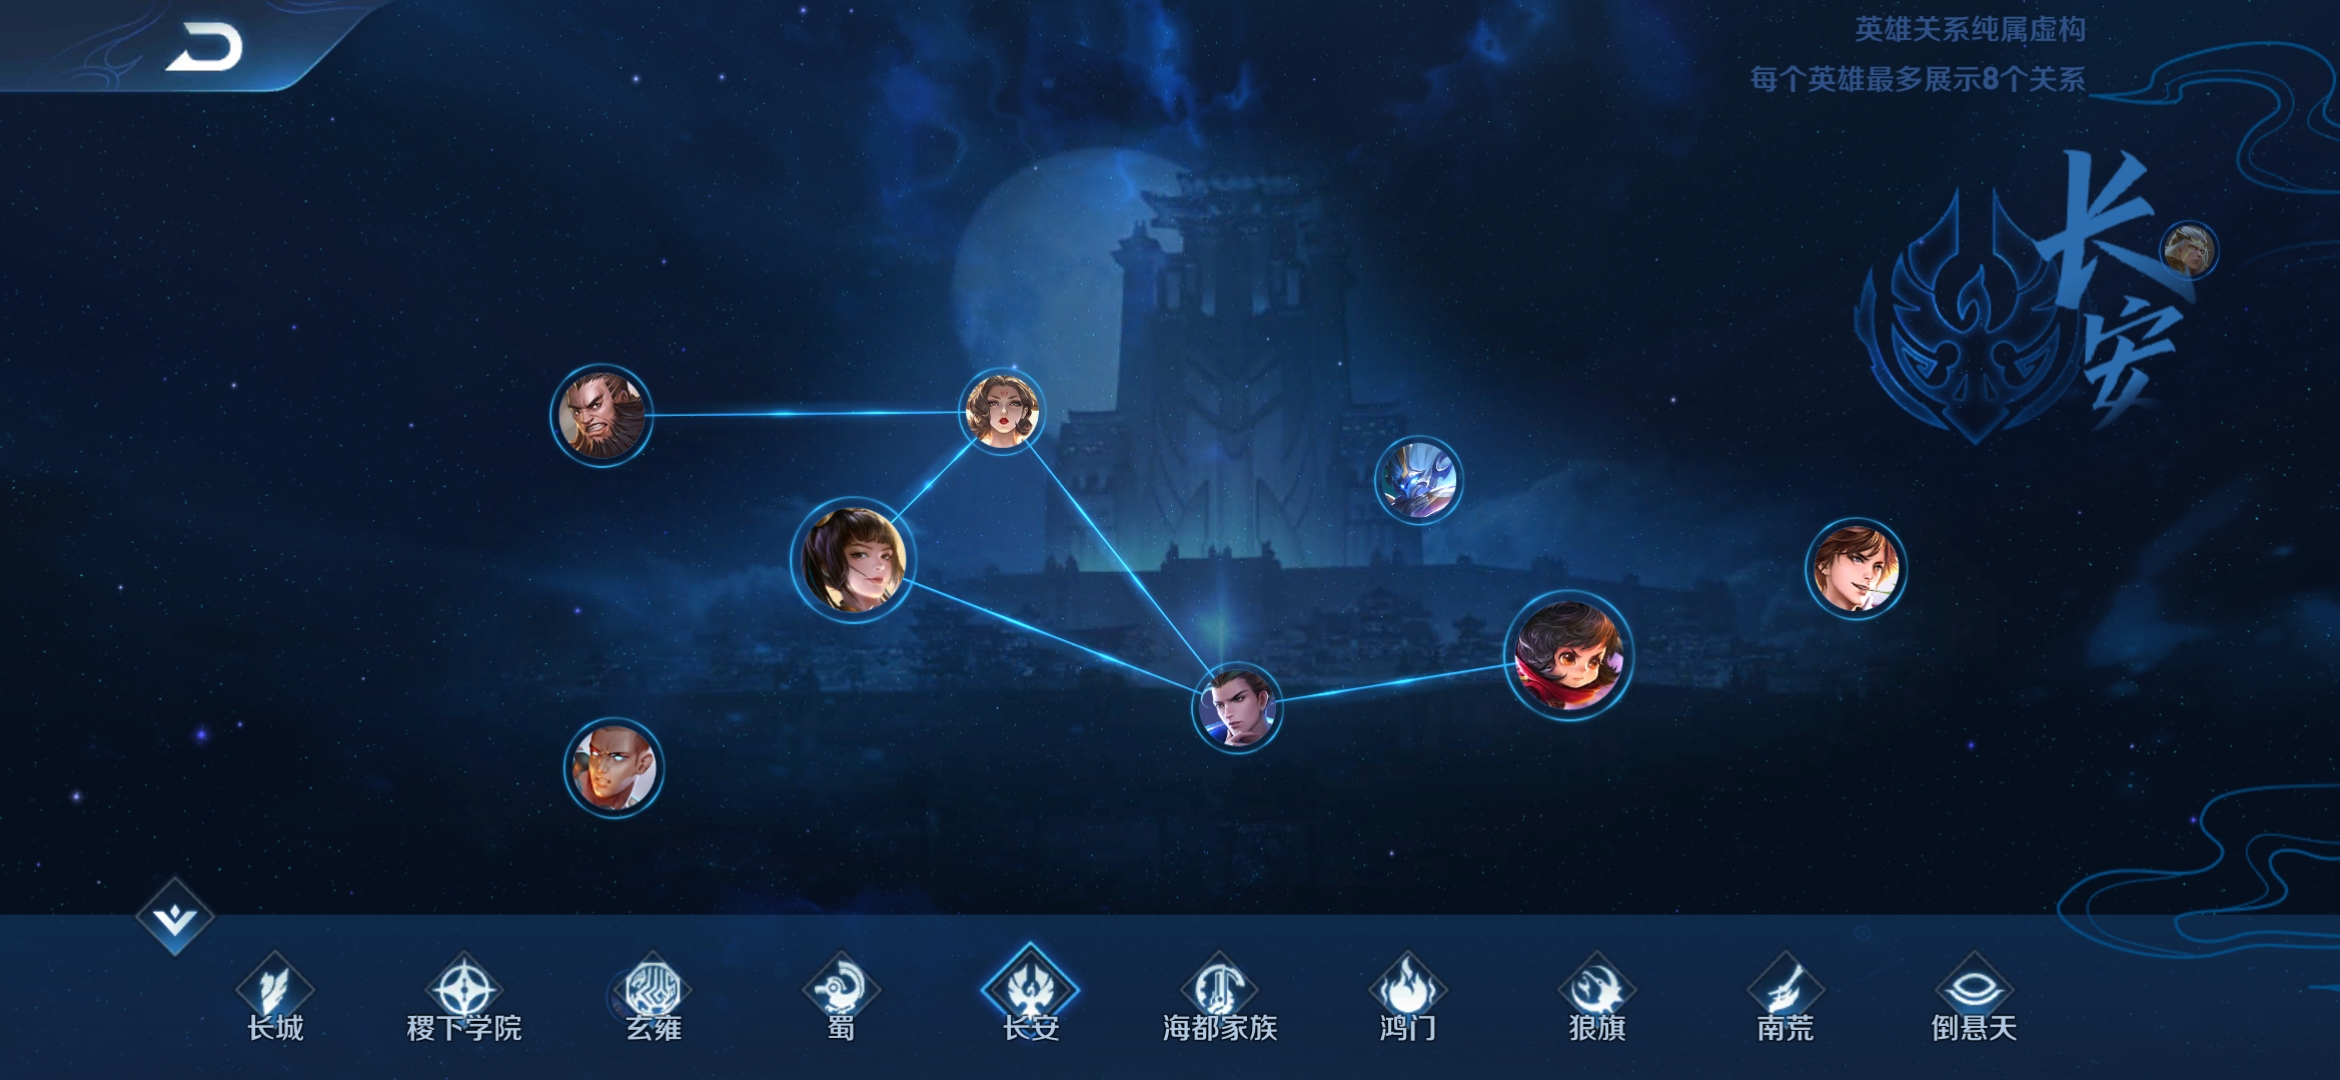 英雄关系纯属虚构
每个英雄最多展示8个关系
长安
长城
稷下学院
玄雍
蜀
长安
海都家族
鸿门
狼旗
南荒
倒悬天